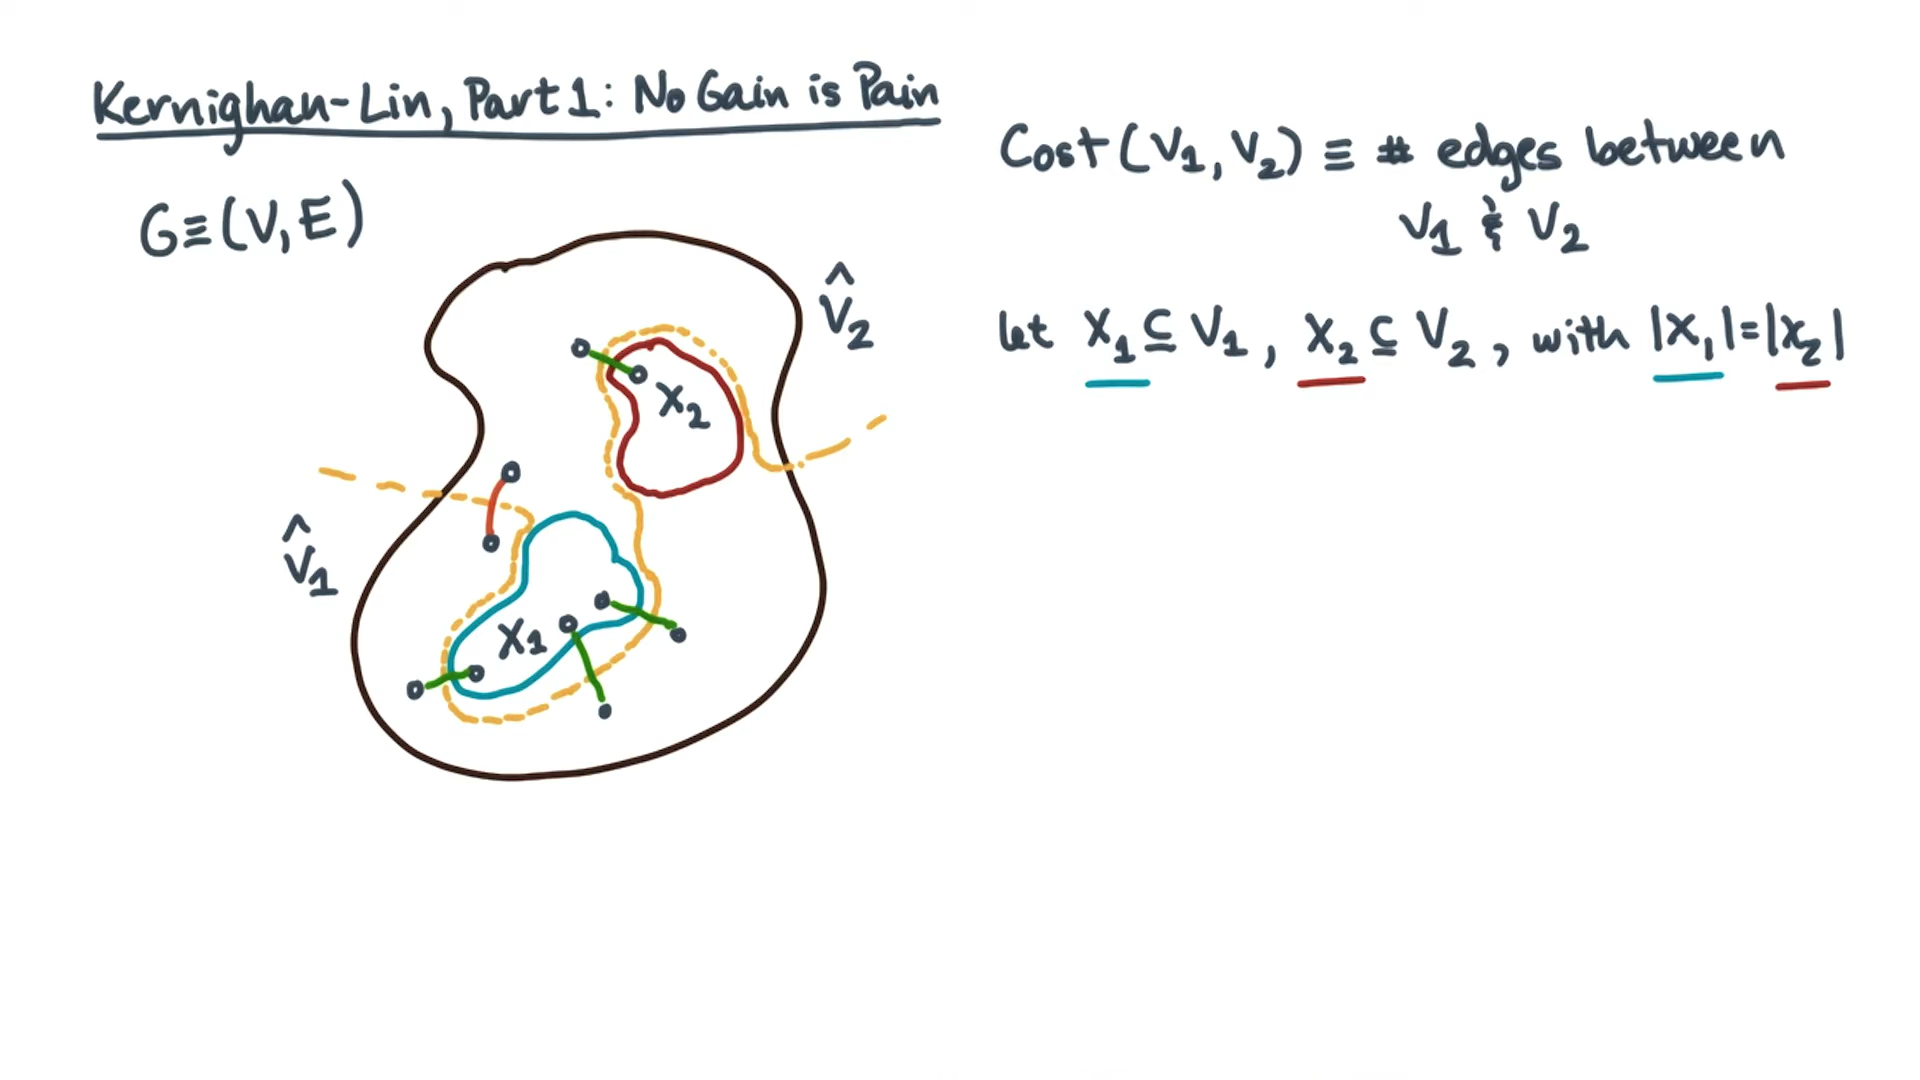 Kernighan-Lin, Part 1: No Gain is Pain
G≡(V,E)
Cost(V₁,V₂) ≡ # edges between
V₁ & V₂
let X₁ ⊆ V₁, X₂ ⊆ V₂, with |X₁|=|X₂|
V̂₂
X₂
V̂₁
X₁